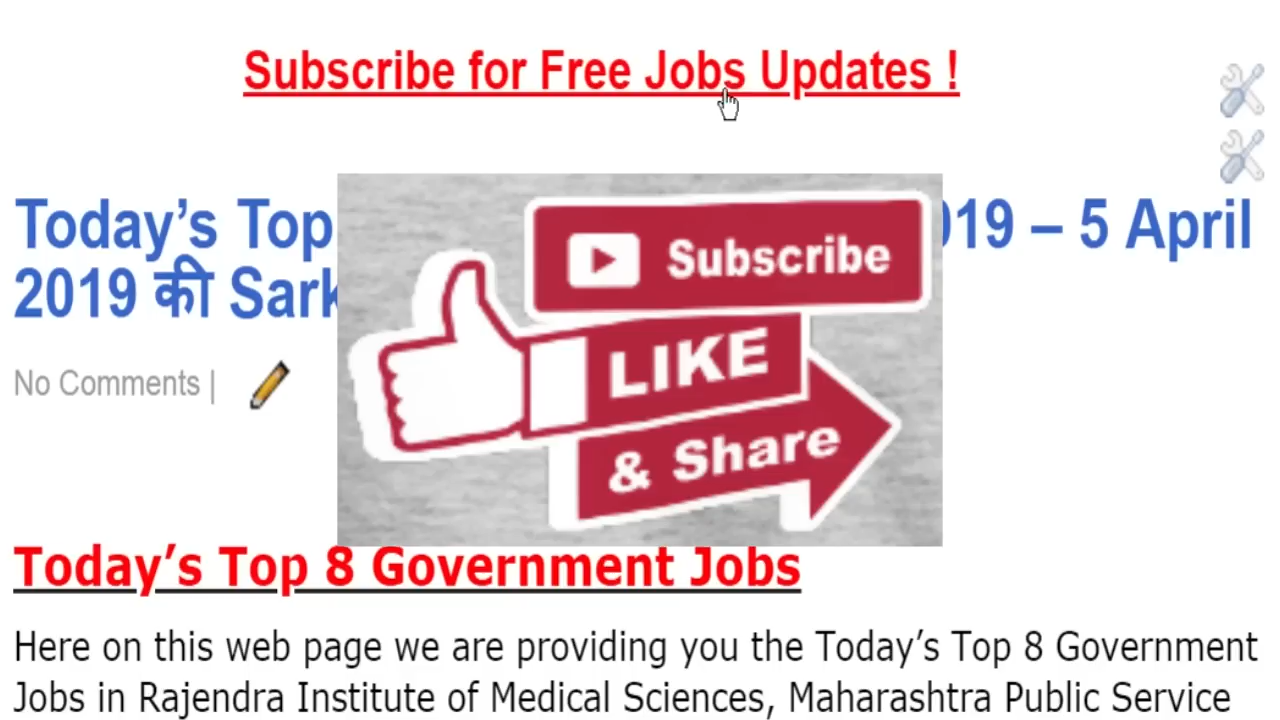 Subscribe for Free Jobs Updates !
Today’s Top 019 – 5 April
2019 की Sark
No Comments |
Subscribe
LIKE
& Share
Today’s Top 8 Government Jobs
Here on this web page we are providing you the Today’s Top 8 Government
Jobs in Rajendra Institute of Medical Sciences, Maharashtra Public Service